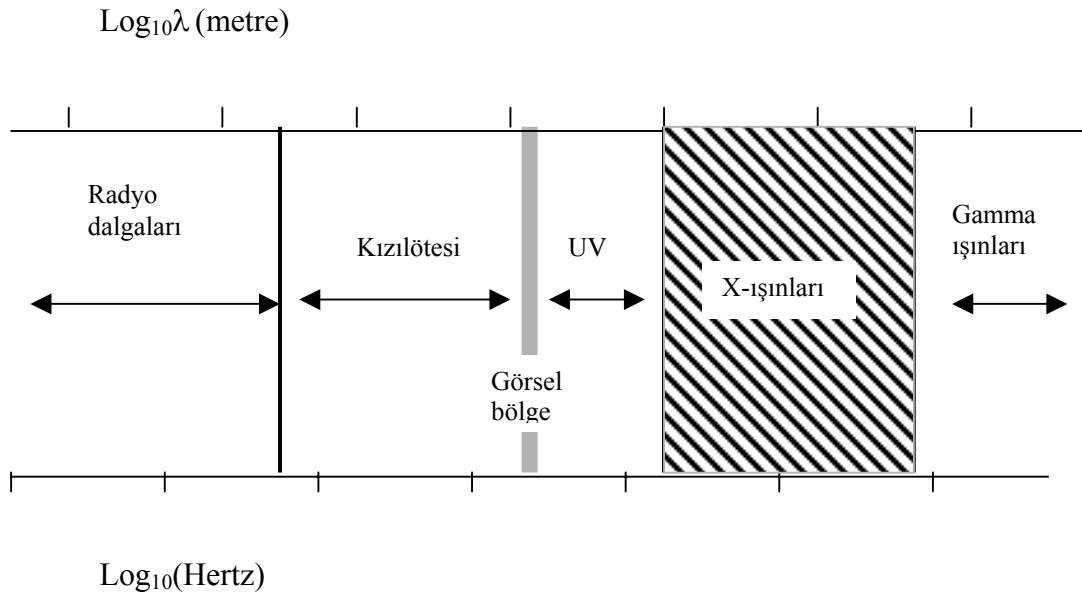 Log₁₀λ (metre)
Radyo
dalgaları
Kızılötesi
UV
X-ışınları
Gamma
ışınları
Görsel
bölge
Log₁₀(Hertz)